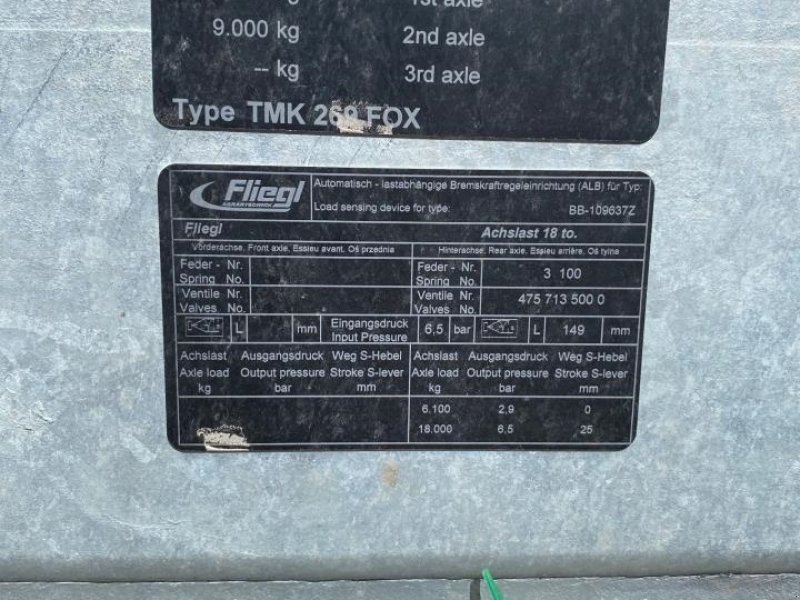 1st axle
9.000 kg 2nd axle
-- kg 3rd axle
Type TMK 269 FOX
Fliegl
AGRARTECHNIK
Automatisch - lastabhängige Bremskraftregeleinrichtung (ALB) für Typ:
Load sensing device for type: BB-109637Z
Fliegl Achslast 18 to.
Vorderachse, Front axle, Essieu avant, Oś przednia Hinterachse, Rear axle, Essieu arrière, Oś tylna
Feder - Nr. Feder - Nr. 3 100
Spring No. Spring No.
Ventile Nr. Ventile Nr. 475 713 500 0
Valves No. Valves No.
L mm Eingangsdruck 6,5 bar L 149 mm
Input Pressure
Achslast Ausgangsdruck Weg S-Hebel Achslast Ausgangsdruck Weg S-Hebel
Axle load Output pressure Stroke S-lever Axle load Output pressure Stroke S-lever
kg bar mm kg bar mm
6.100 2,9 0
18.000 6,5 25